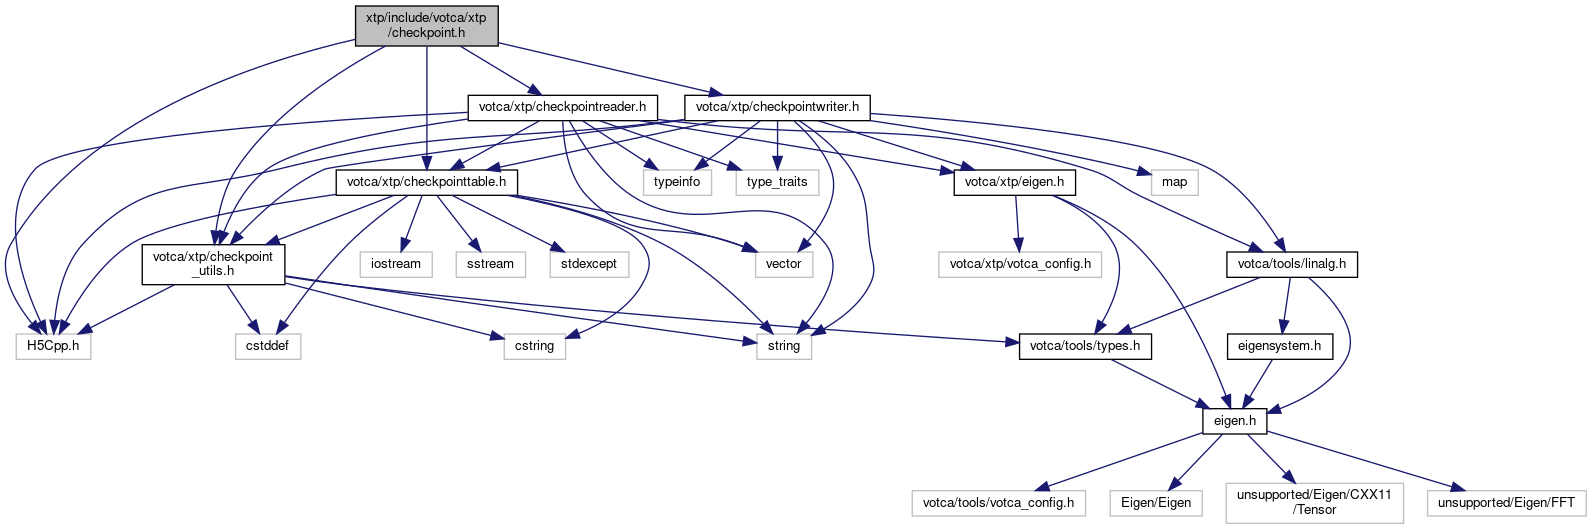 xtp/include/votca/xtp
/checkpoint.h
votca/xtp/checkpointreader.h
votca/xtp/checkpointwriter.h
votca/xtp/checkpointtable.h
typeinfo
type_traits
votca/xtp/eigen.h
map
votca/xtp/checkpoint
_utils.h
iostream
sstream
stdexcept
vector
votca/xtp/votca_config.h
votca/tools/linalg.h
H5Cpp.h
cstddef
cstring
string
votca/tools/types.h
eigensystem.h
eigen.h
votca/tools/votca_config.h
Eigen/Eigen
unsupported/Eigen/CXX11
/Tensor
unsupported/Eigen/FFT